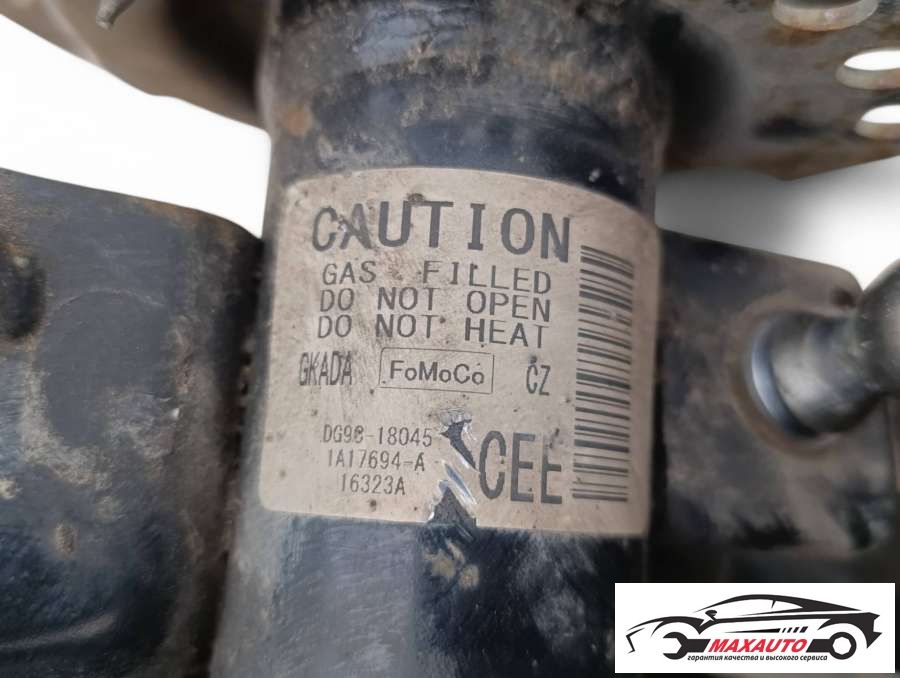 CAUTION
GAS FILLED
DO NOT OPEN
DO NOT HEAT
GKADA FoMoCo CZ
DG9C-18045
CEE
1A17694-A
16323A
MAXAUTO
гарантия качества и высокого сервиса